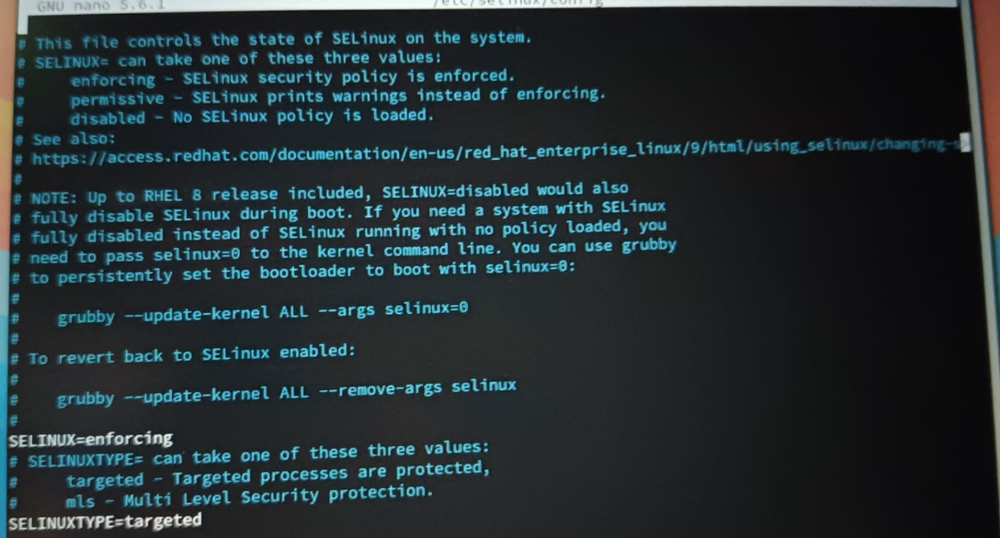 GNU nano 5.6.1 /etc/selinux/config
# This file controls the state of SELinux on the system.
# SELINUX= can take one of these three values:
#     enforcing - SELinux security policy is enforced.
#     permissive - SELinux prints warnings instead of enforcing.
#     disabled - No SELinux policy is loaded.
# See also:
# https://access.redhat.com/documentation/en-us/red_hat_enterprise_linux/9/html/using_selinux/changing-s
#
# NOTE: Up to RHEL 8 release included, SELINUX=disabled would also
# fully disable SELinux during boot. If you need a system with SELinux
# fully disabled instead of SELinux running with no policy loaded, you
# need to pass selinux=0 to the kernel command line. You can use grubby
# to persistently set the bootloader to boot with selinux=0:
#
#    grubby --update-kernel ALL --args selinux=0
#
# To revert back to SELinux enabled:
#
#    grubby --update-kernel ALL --remove-args selinux
#
SELINUX=enforcing
# SELINUXTYPE= can take one of these three values:
#     targeted - Targeted processes are protected,
#     mls - Multi Level Security protection.
SELINUXTYPE=targeted